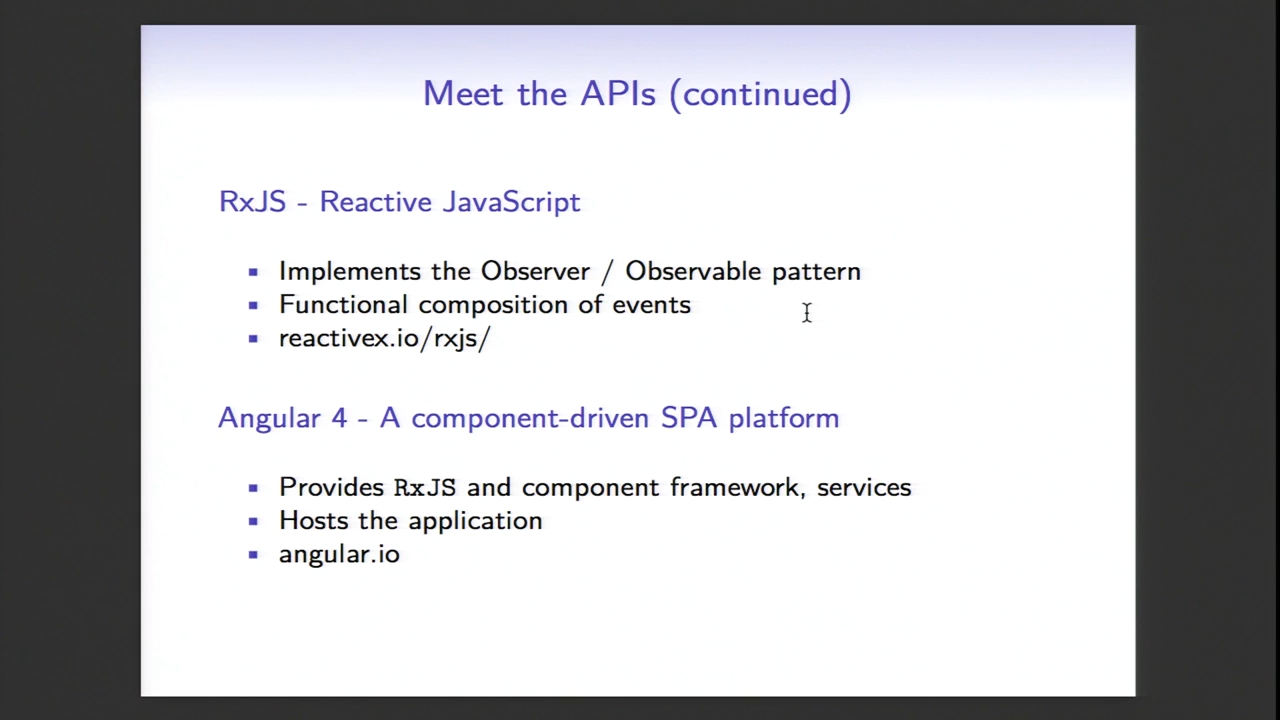 Meet the APIs (continued)
RxJS - Reactive JavaScript
Implements the Observer / Observable pattern
Functional composition of events
reactivex.io/rxjs/
Angular 4 - A component-driven SPA platform
Provides RxJS and component framework, services
Hosts the application
angular.io